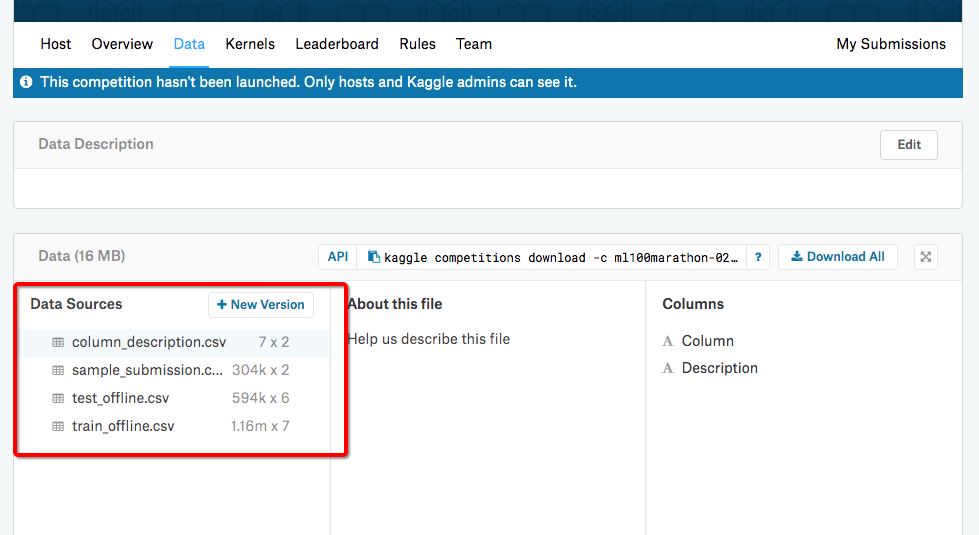 Host Overview Data Kernels Leaderboard Rules Team My Submissions
This competition hasn't been launched. Only hosts and Kaggle admins can see it.
Data Description Edit
Data (16 MB) API kaggle competitions download -c ml100marathon-02… ? Download All
Data Sources + New Version About this file Columns
column_description.csv 7 x 2 Help us describe this file A Column
sample_submission.c... 304k x 2 A Description
test_offline.csv 594k x 6
train_offline.csv 1.16m x 7